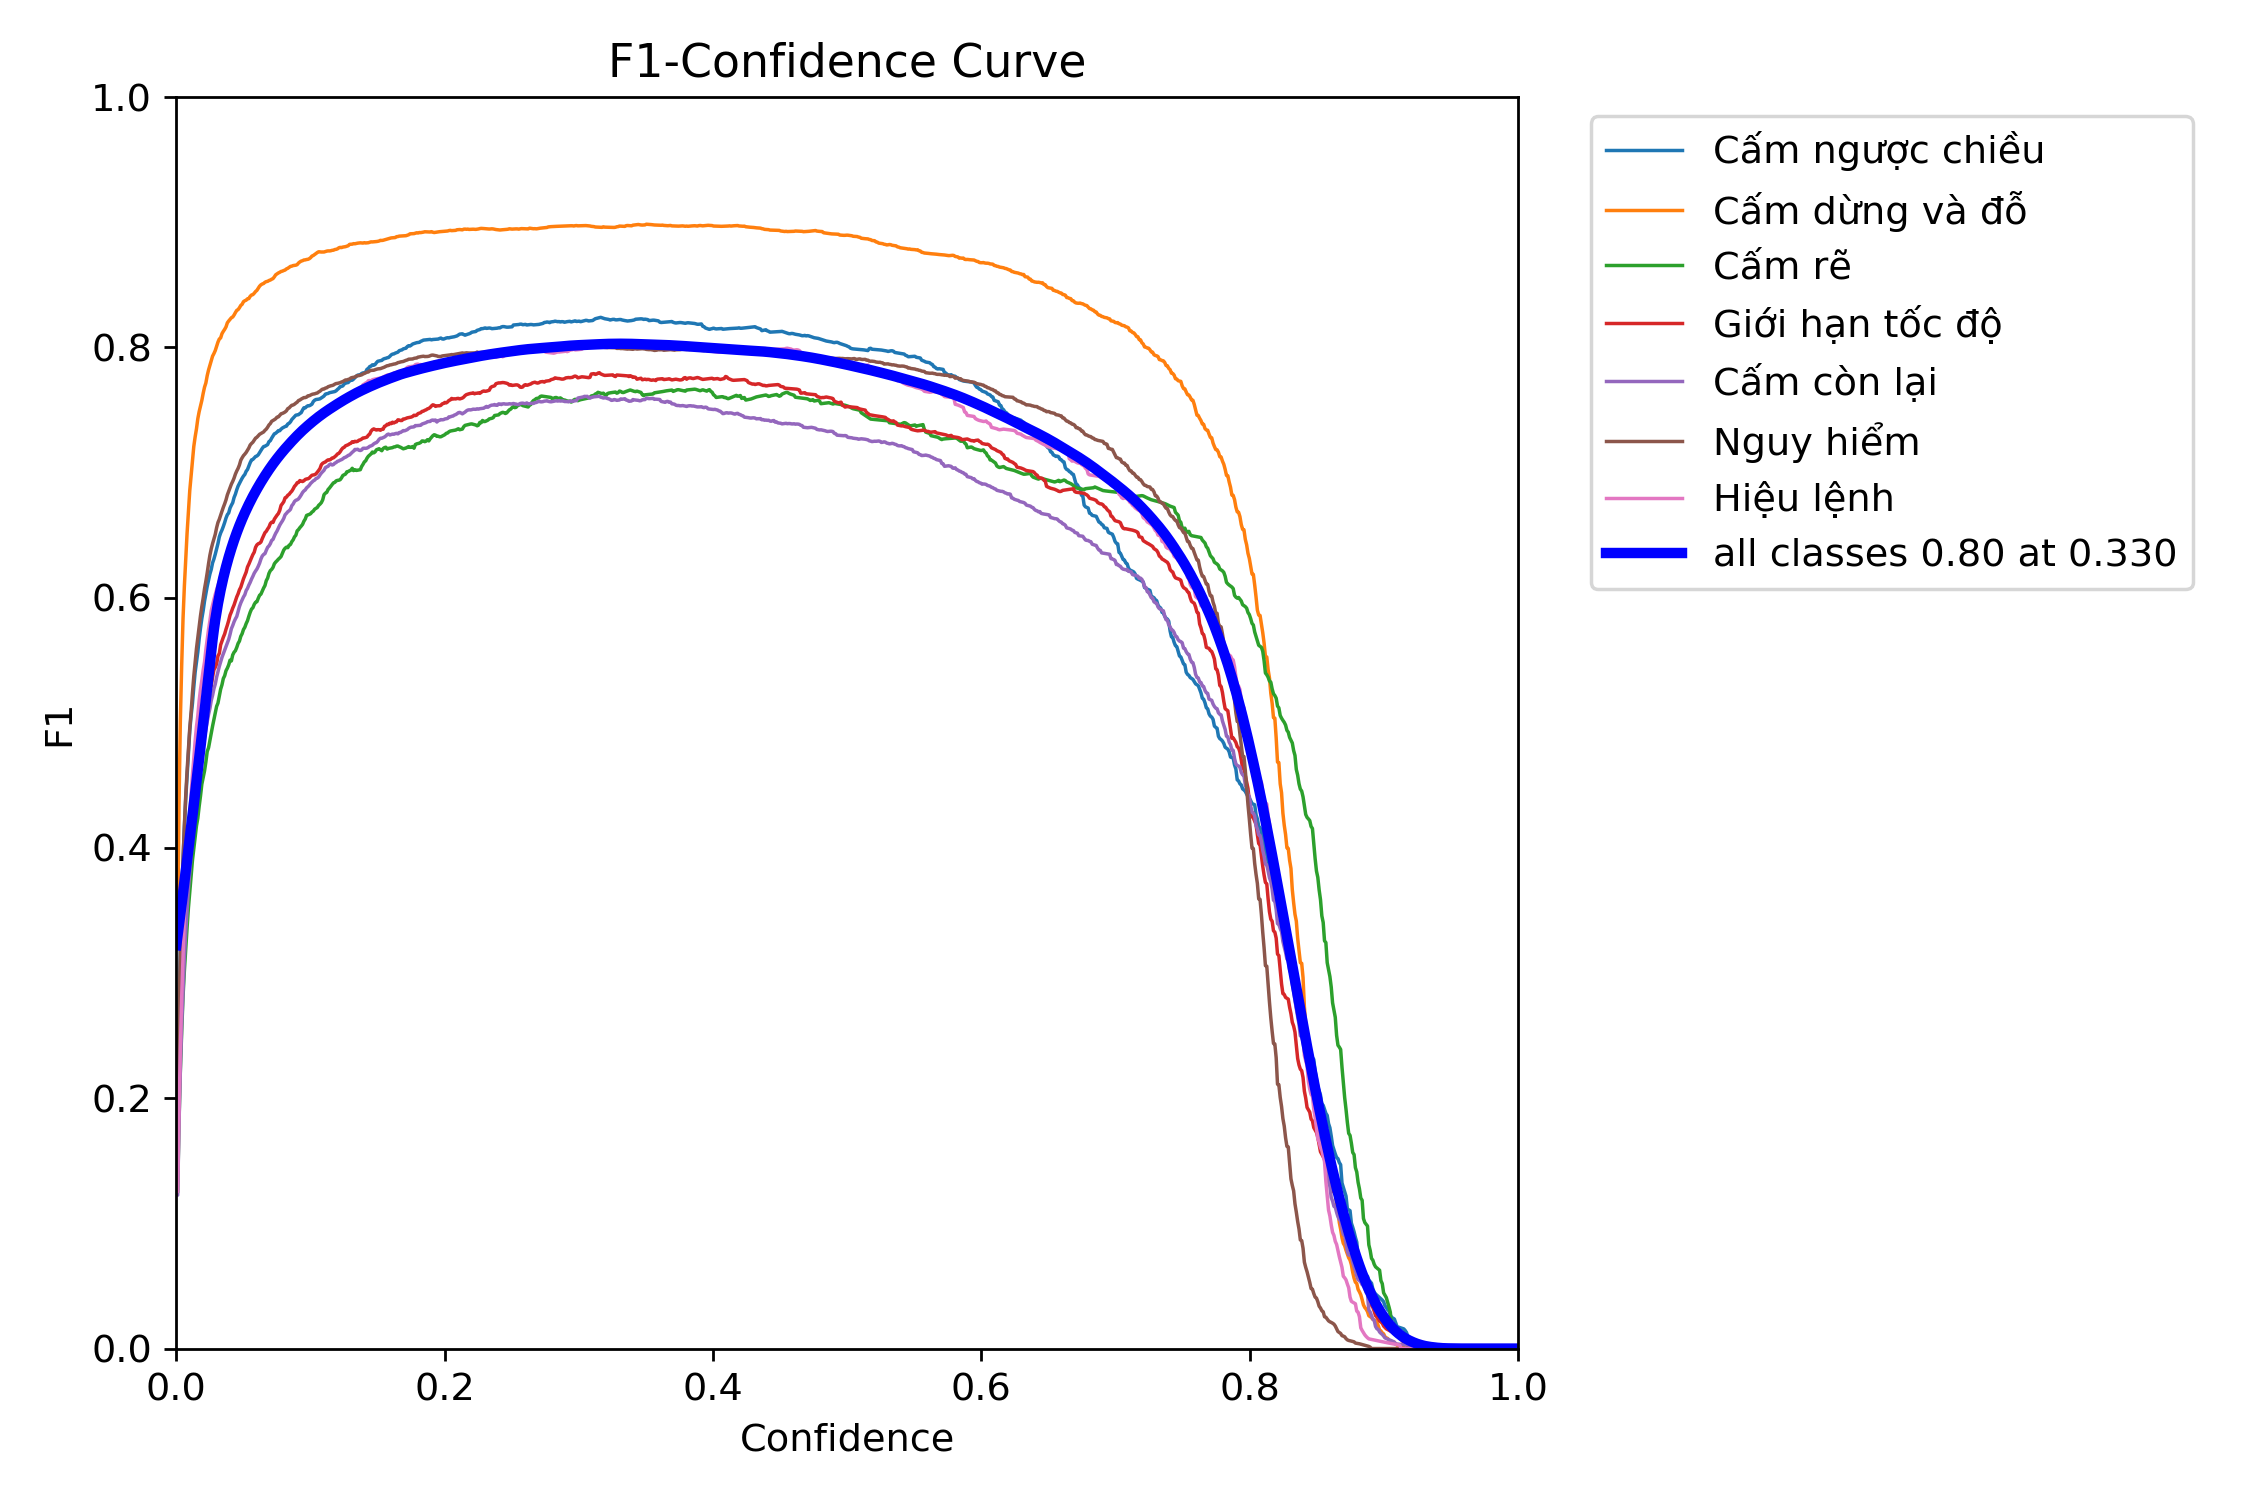 F1-Confidence Curve
1.0
0.8
0.6
0.4
0.2
0.0
F1
0.0 0.2 0.4 0.6 0.8 1.0
Confidence
Cấm ngược chiều
Cấm dừng và đỗ
Cấm rẽ
Giới hạn tốc độ
Cấm còn lại
Nguy hiểm
Hiệu lệnh
all classes 0.80 at 0.330